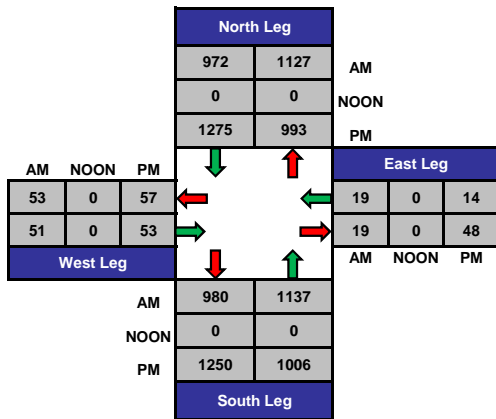 North Leg
972 1127 AM
0 0 NOON
1275 993 PM
AM NOON PM East Leg
53 0 57 19 0 14
51 0 53 19 0 48
West Leg AM NOON PM
AM 980 1137
NOON 0 0
PM 1250 1006
South Leg